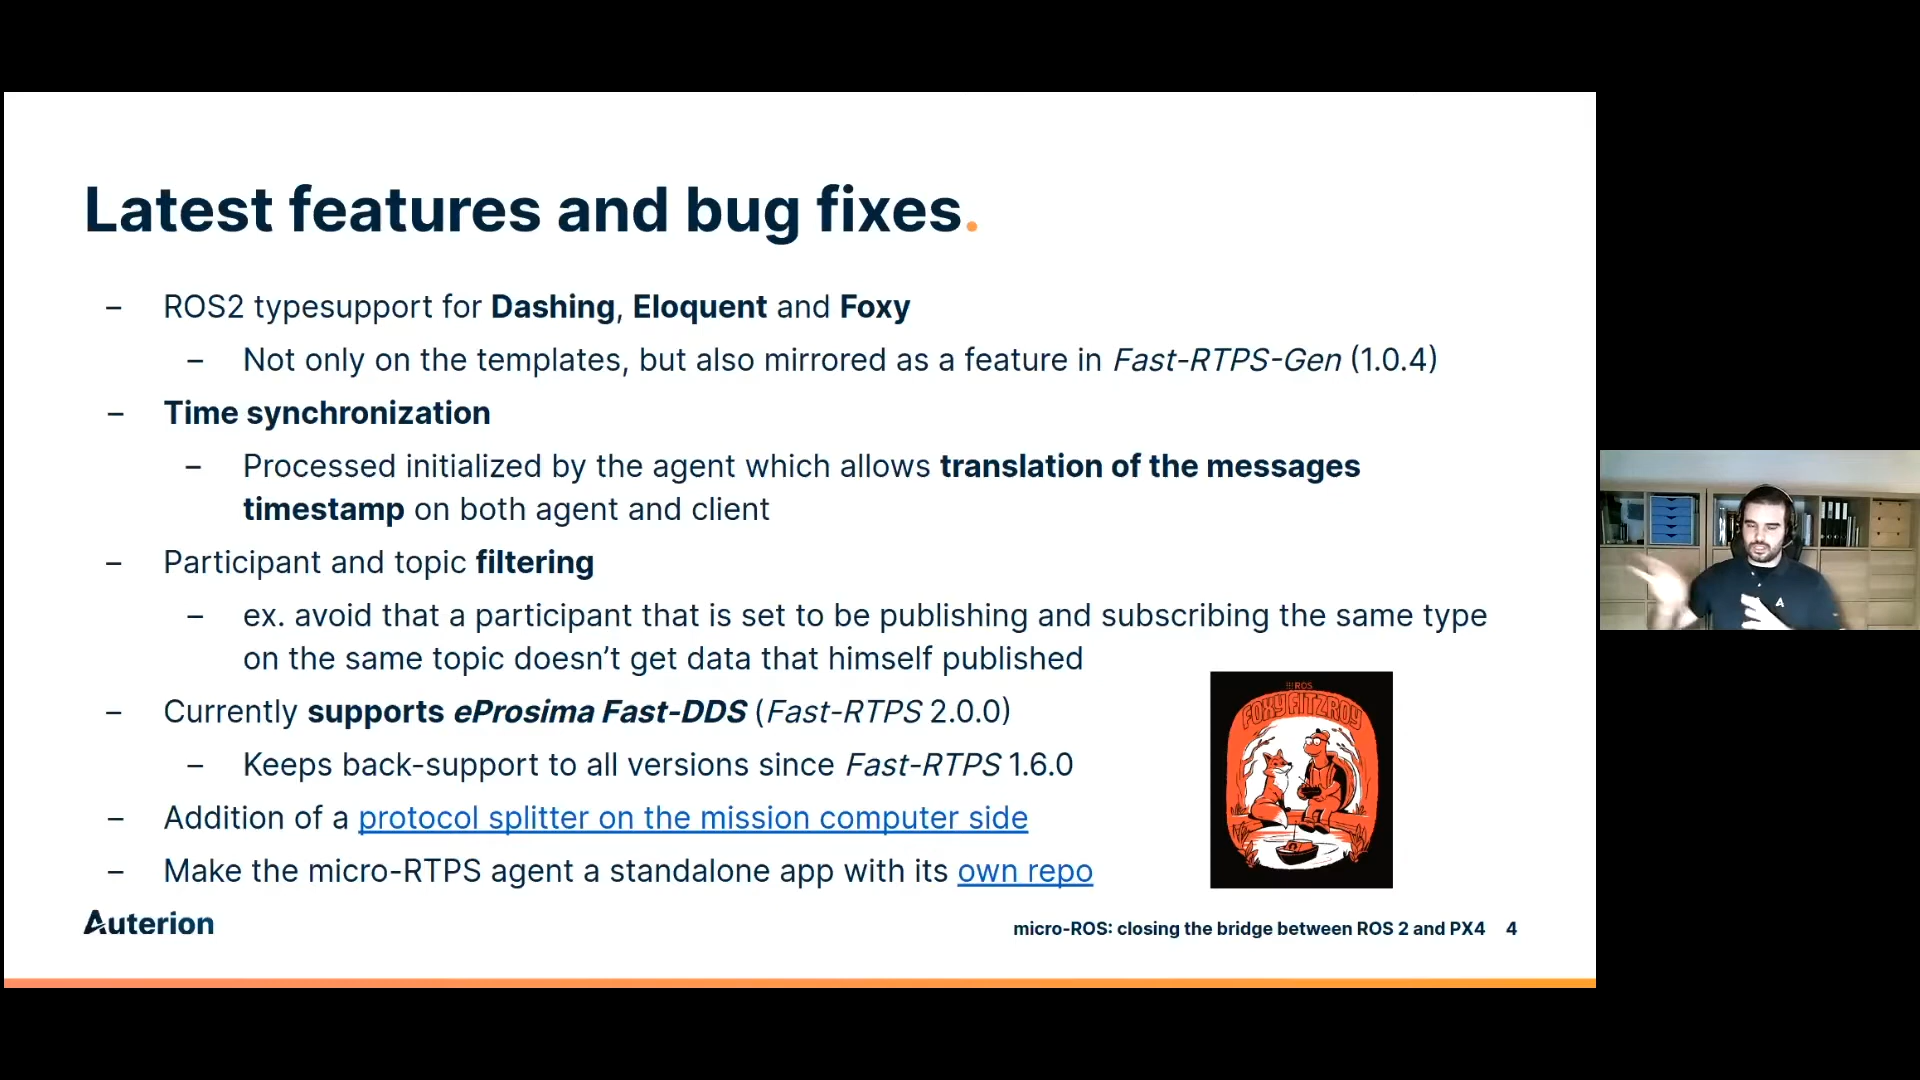 Latest features and bug fixes.
– ROS2 typesupport for Dashing, Eloquent and Foxy
– Not only on the templates, but also mirrored as a feature in Fast-RTPS-Gen (1.0.4)
– Time synchronization
– Processed initialized by the agent which allows translation of the messages
timestamp on both agent and client
– Participant and topic filtering
– ex. avoid that a participant that is set to be publishing and subscribing the same type
on the same topic doesn’t get data that himself published
– Currently supports eProsima Fast-DDS (Fast-RTPS 2.0.0)
– Keeps back-support to all versions since Fast-RTPS 1.6.0
– Addition of a protocol splitter on the mission computer side
– Make the micro-RTPS agent a standalone app with its own repo
ROS
FOXY FITZROY
Auterion
micro-ROS: closing the bridge between ROS 2 and PX4 4